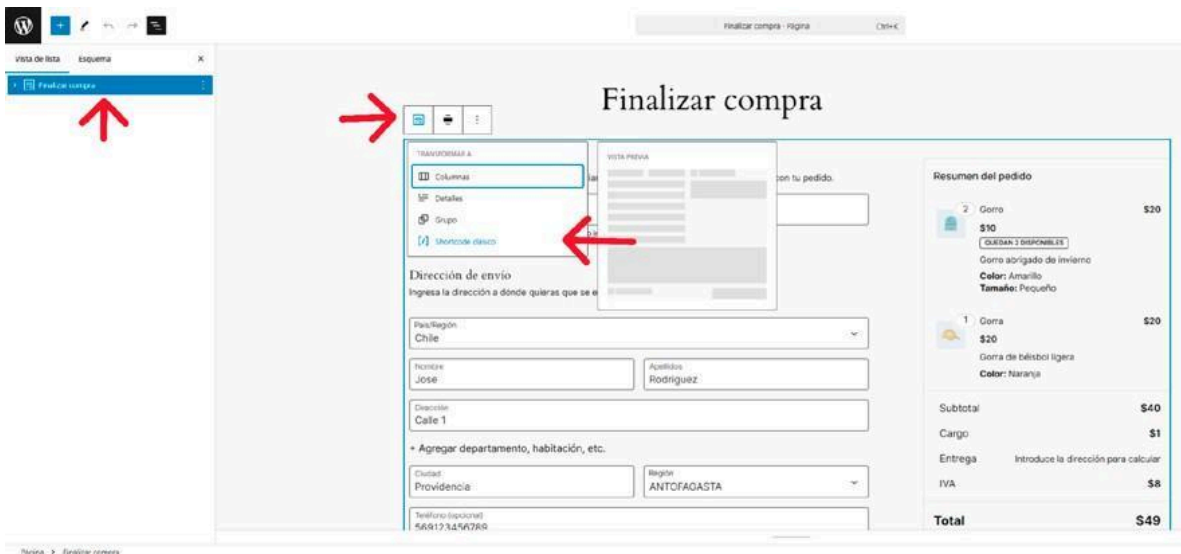 Finalizar compra - Página
Ctrl+K
Vista de lista
Esquema
×
Finalizar compra
Finalizar compra
TRANSFORMAR A
Columnas
Detalles
Grupo
Shortcode clásico
VISTA PREVIA
con tu pedido.
Dirección de envío
Ingresa la dirección a donde quieras que se e
País/Región
Chile
Nombre
Jose
Apellidos
Rodriguez
Dirección
Calle 1
+ Agregar departamento, habitación, etc.
Ciudad
Providencia
Región
ANTOFAGASTA
Teléfono (opcional)
569123456789
Resumen del pedido
2
Gorro
$20
$10
QUEDAN 2 DISPONIBLES
Gorro abrigado de invierno
Color: Amarillo
Tamaño: Pequeño
1
Gorra
$20
$20
Gorra de béisbol ligera
Color: Naranja
Subtotal
$40
Cargo
$1
Entrega
Introduce la dirección para calcular
IVA
$8
Total
$49
Página > Finalizar compra